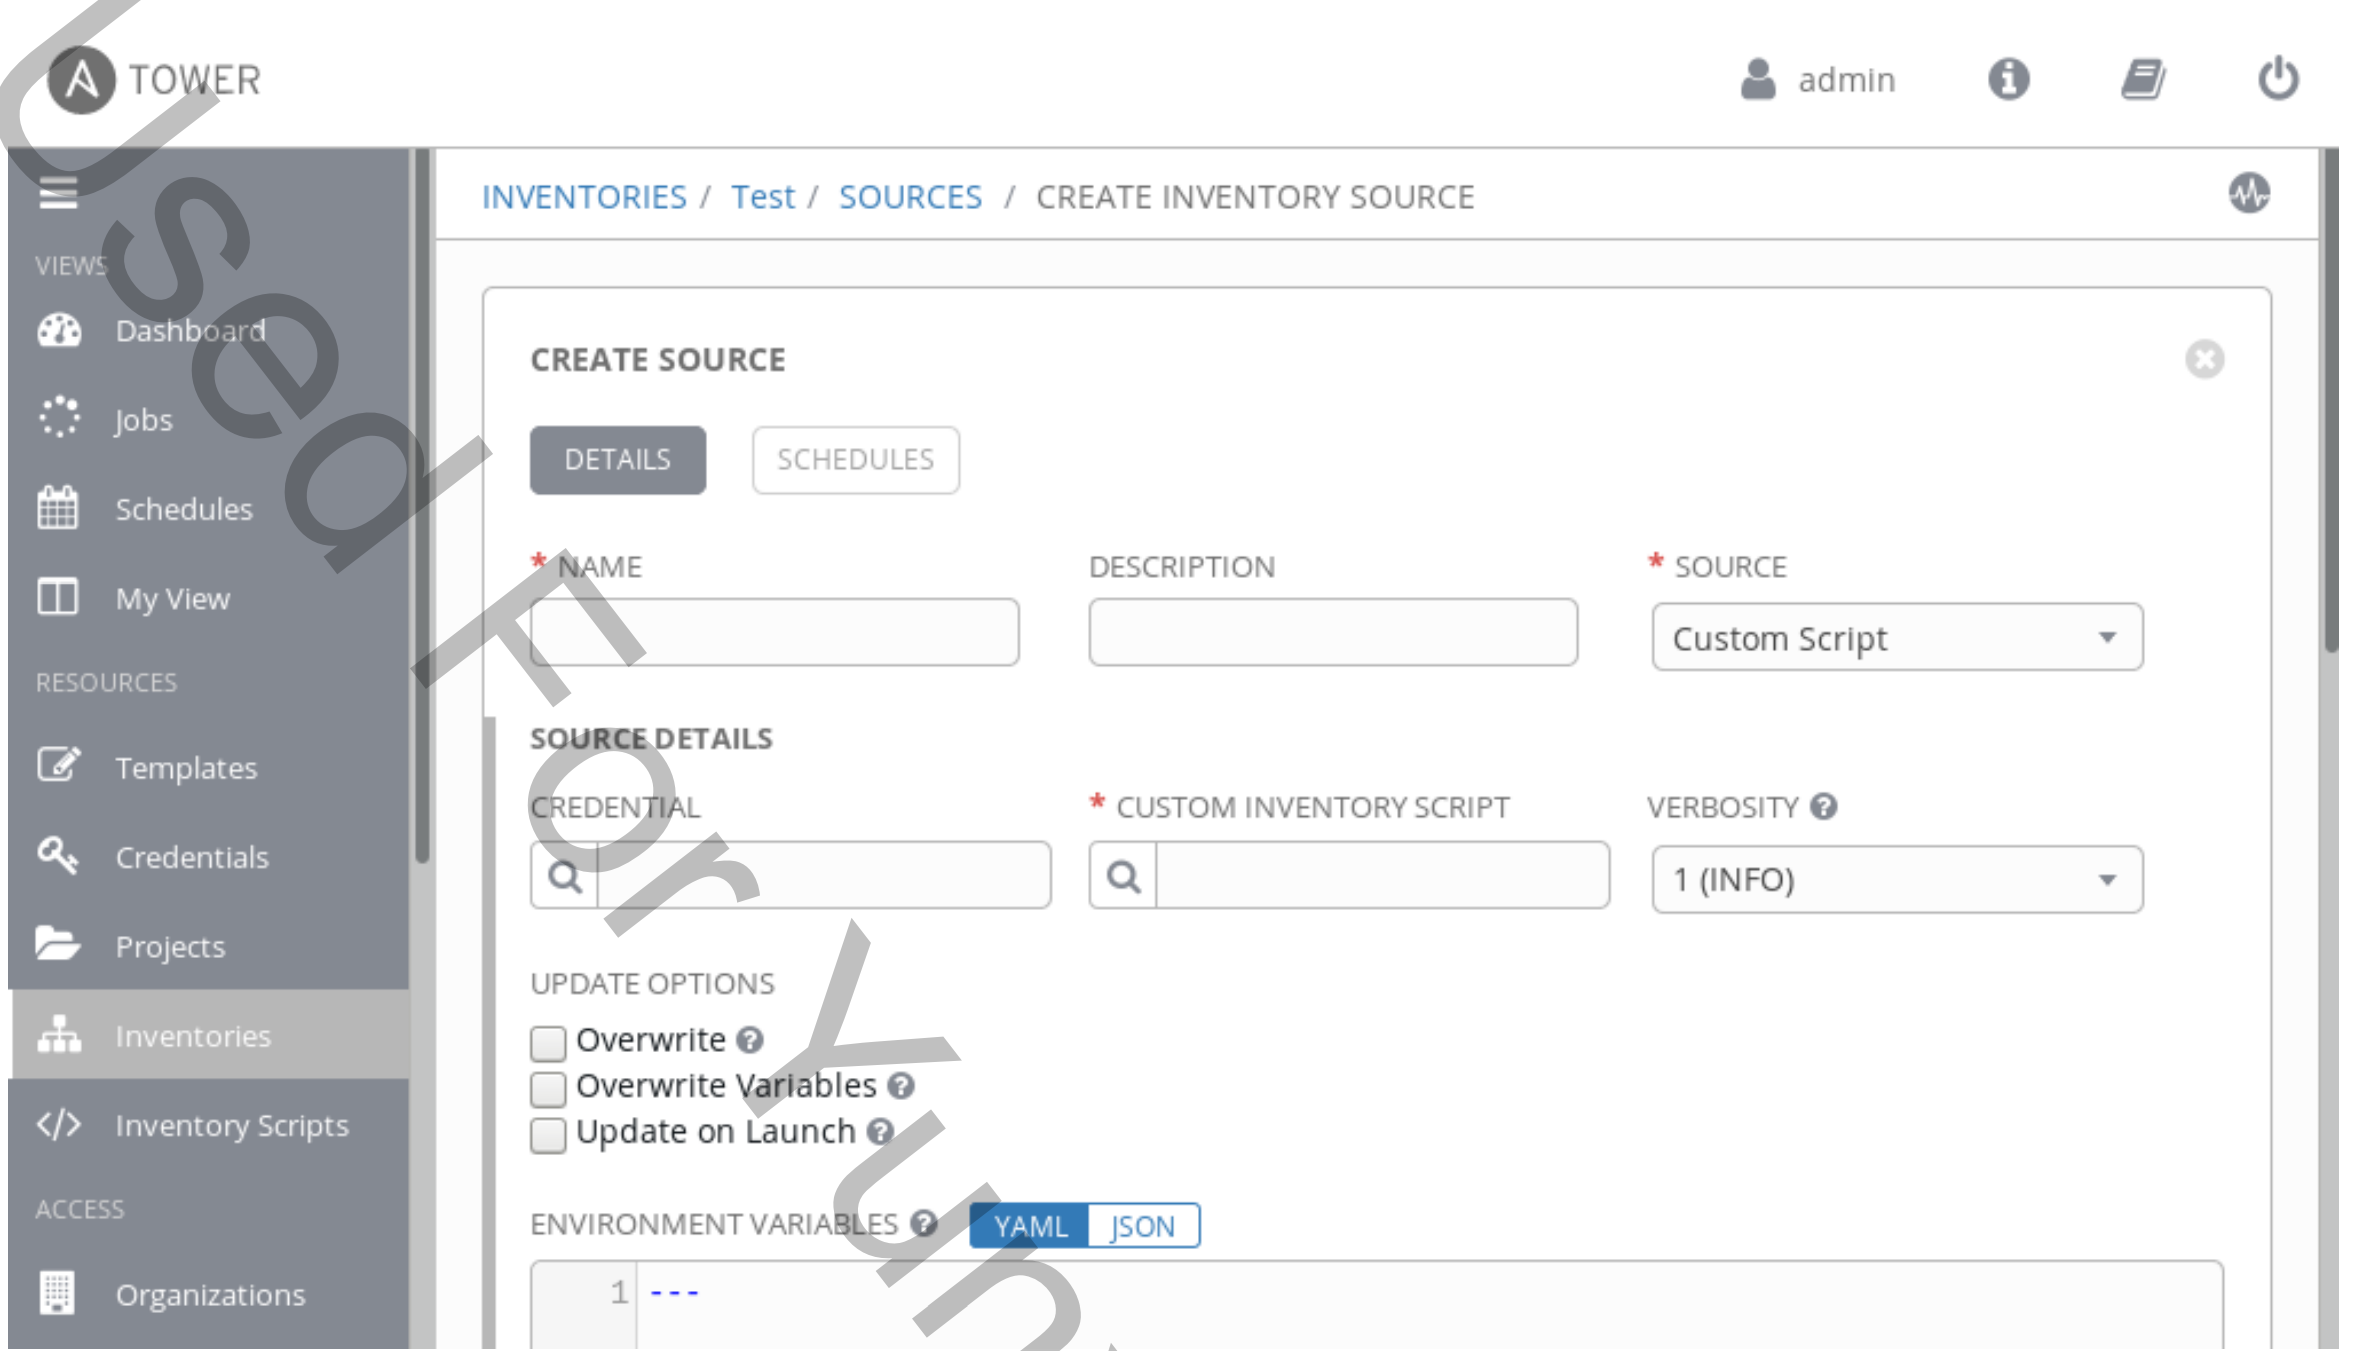 TOWER
admin
INVENTORIES / Test / SOURCES / CREATE INVENTORY SOURCE
VIEWS
Dashboard
Jobs
Schedules
My View
RESOURCES
Templates
Credentials
Projects
Inventories
Inventory Scripts
ACCESS
Organizations
CREATE SOURCE
DETAILS SCHEDULES
* NAME DESCRIPTION * SOURCE
Custom Script
SOURCE DETAILS
CREDENTIAL * CUSTOM INVENTORY SCRIPT VERBOSITY
1 (INFO)
UPDATE OPTIONS
Overwrite
Overwrite Variables
Update on Launch
ENVIRONMENT VARIABLES YAML JSON
1 ---
Used For